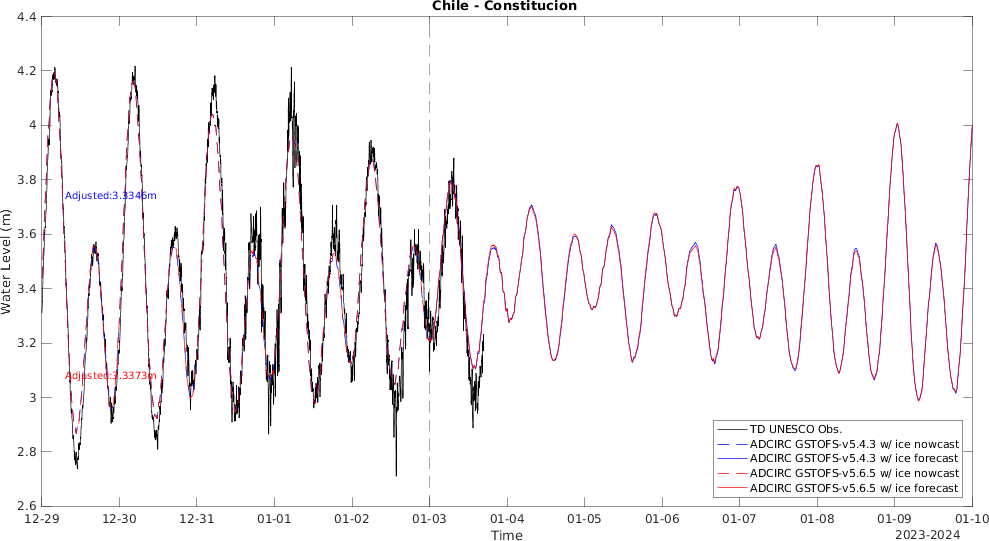 Chile - Constitucion
4.4
4.2
4
3.8
3.6
3.4
3.2
3
2.8
2.6
Water Level (m)
Adjusted:3.3346m
Adjusted:3.3373m
TD UNESCO Obs.
ADCIRC GSTOFS-v5.4.3 w/ ice nowcast
ADCIRC GSTOFS-v5.4.3 w/ ice forecast
ADCIRC GSTOFS-v5.6.5 w/ ice nowcast
ADCIRC GSTOFS-v5.6.5 w/ ice forecast
12-29 12-30 12-31 01-01 01-02 01-03 01-04 01-05 01-06 01-07 01-08 01-09 01-10
Time
2023-2024